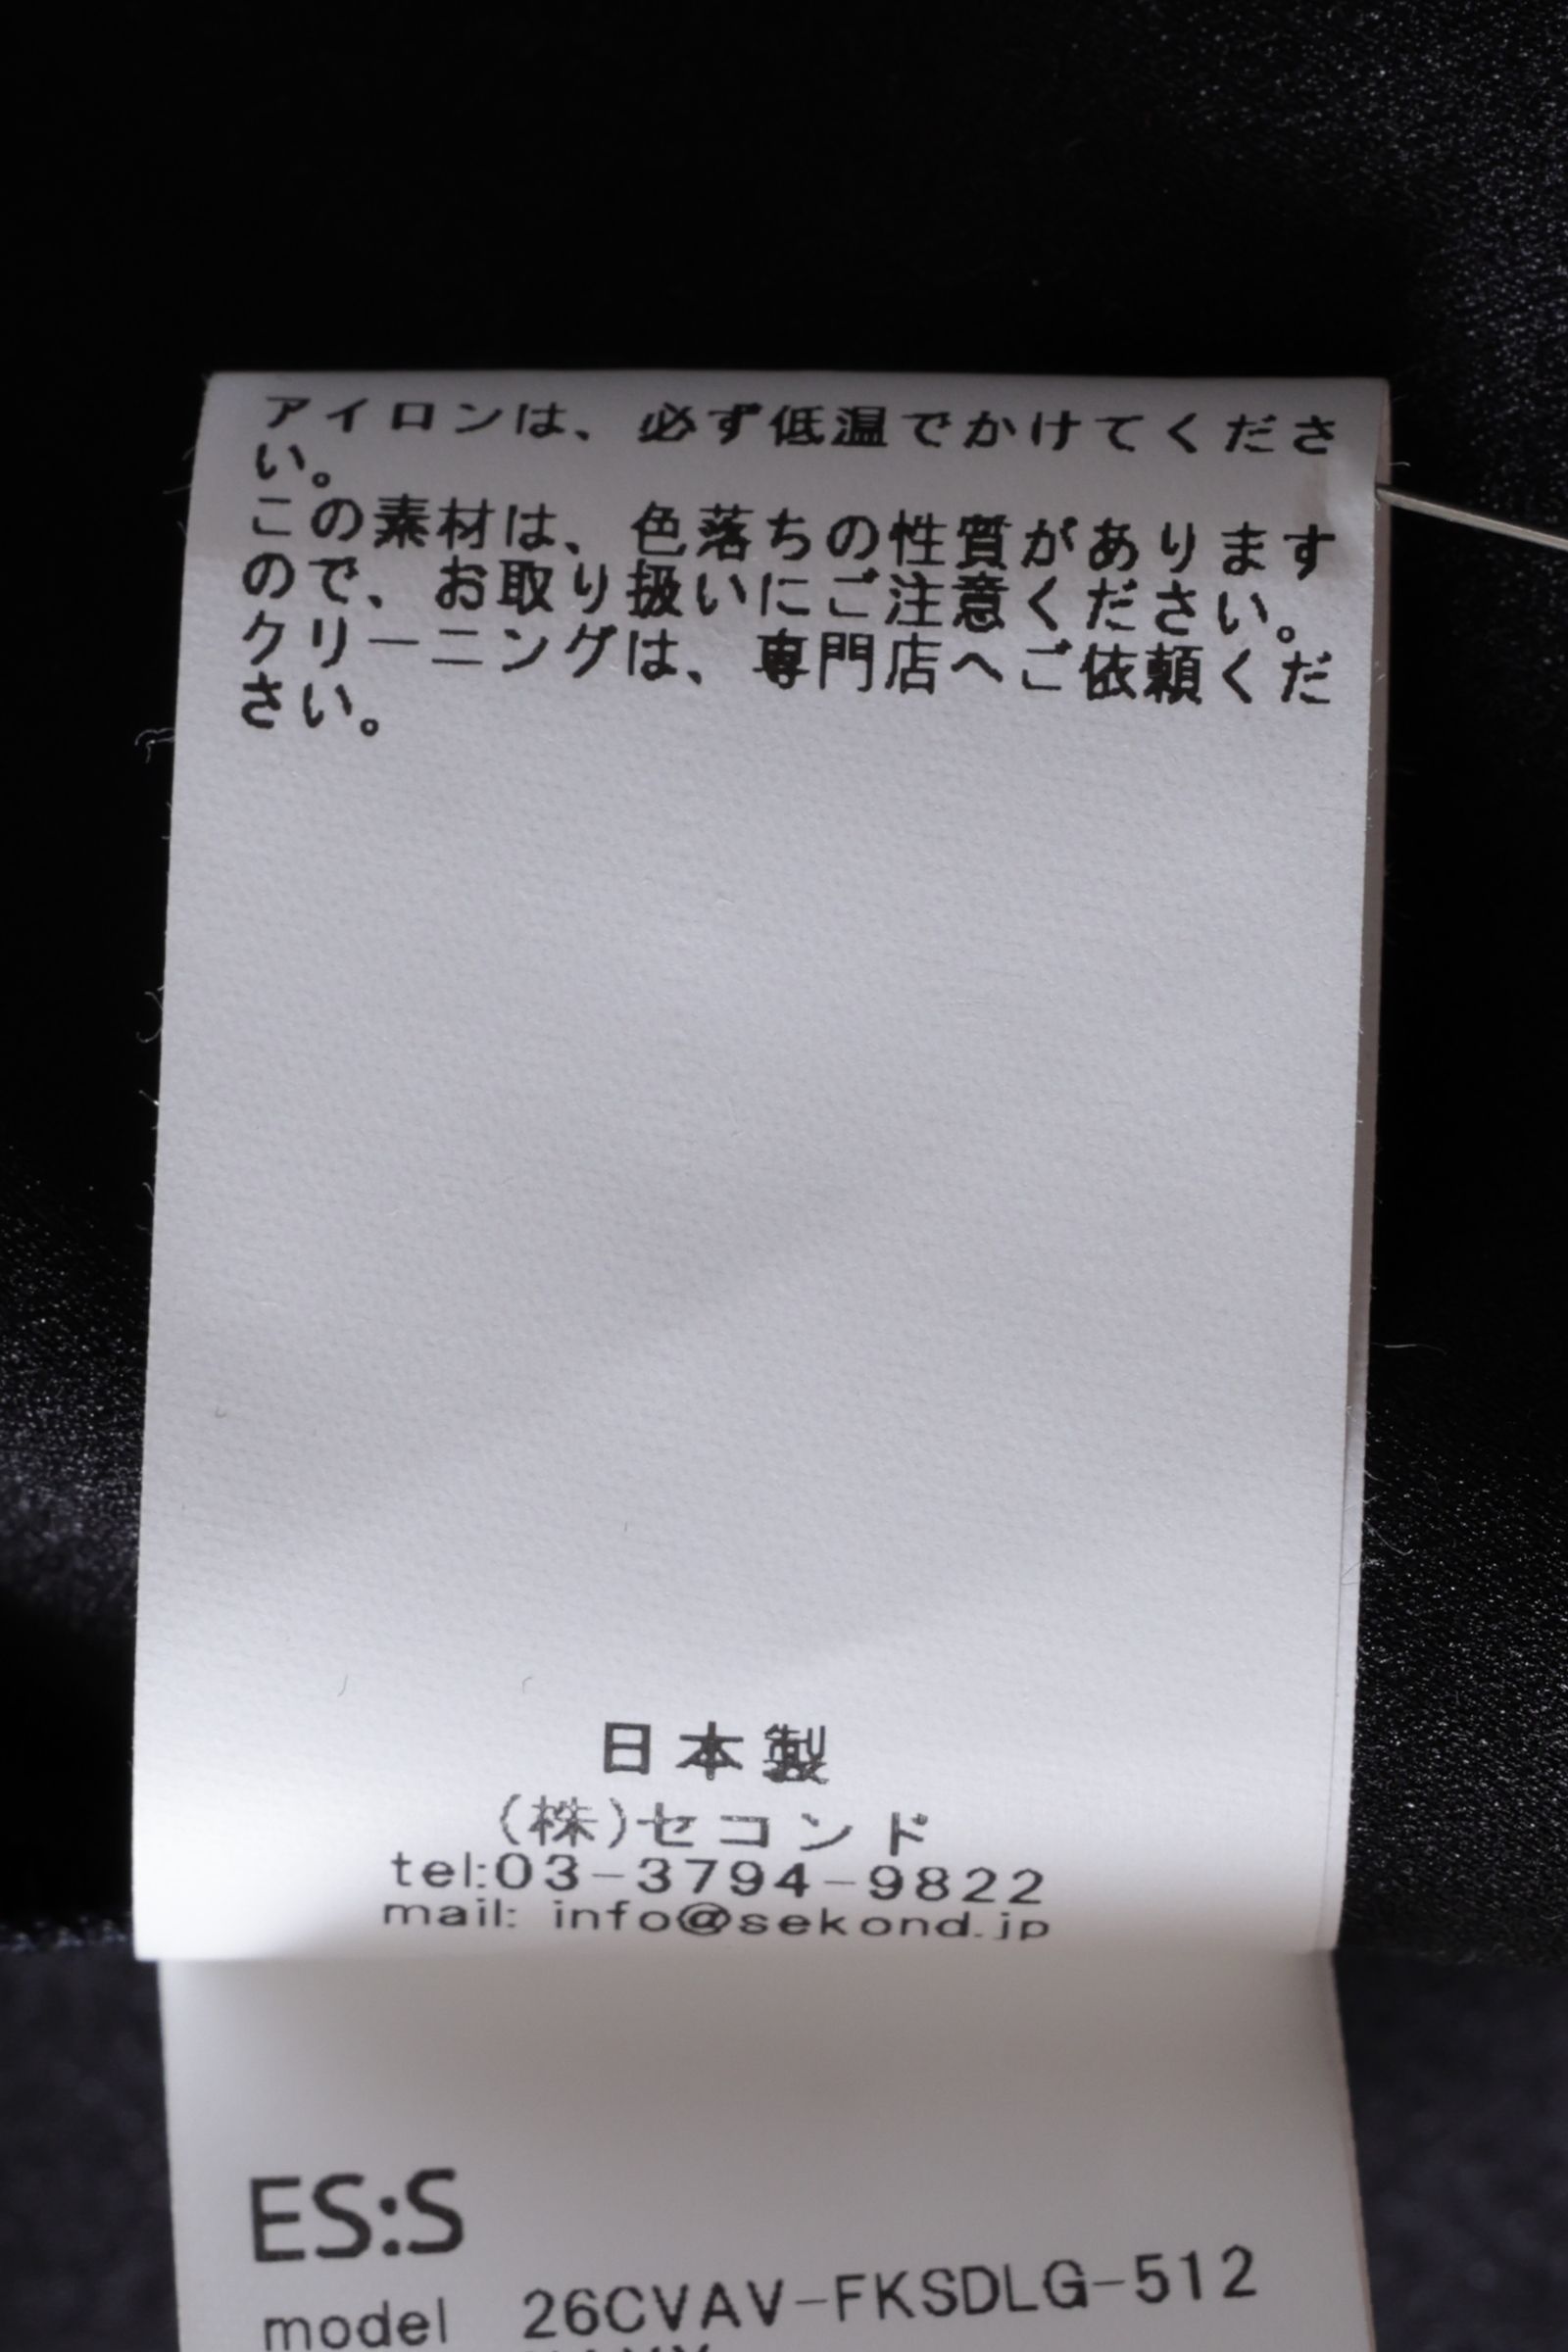 アイロンは、必ず低温でかけてくださ
い。
この素材は、色落ちの性質があります
ので、お取り扱いにご注意ください。
クリーニングは、専門店へご依頼くだ
さい。
日本製
(株)セコンド
tel:03-3794-9822
mail: info@sekond.jp
ES:S
model 26CVAV-FKSDLG-512